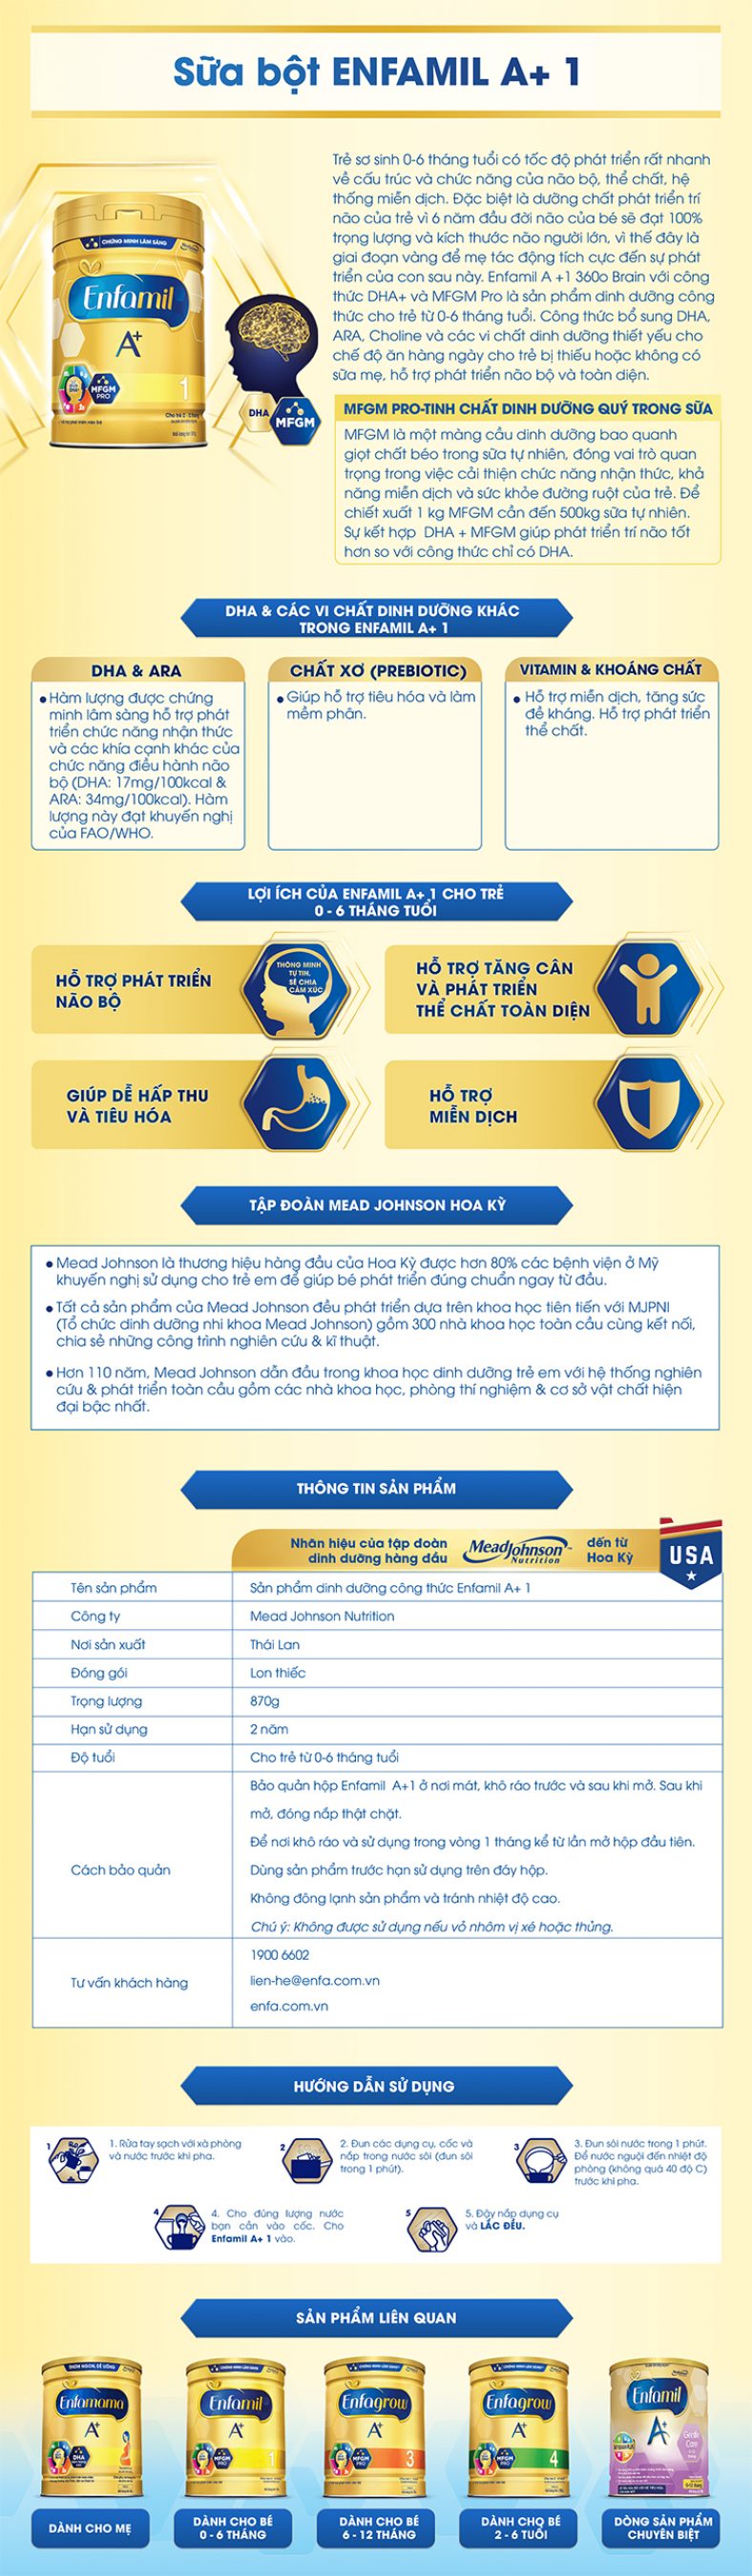 Sữa bột ENFAMIL A+ 1
Trẻ sơ sinh 0-6 tháng tuổi có tốc độ phát triển rất nhanh
về cấu trúc và chức năng của não bộ, thể chất, hệ
thống miễn dịch. Đặc biệt là dưỡng chất phát triển trí
não của trẻ vì 6 năm đầu đời não của bé sẽ đạt 100%
trọng lượng và kích thước não người lớn, vì thế đây là
giai đoạn vàng để mẹ tác động tích cực đến sự phát
triển của con sau này. Enfamil A +1 360o Brain với công
thức DHA+ và MFGM Pro là sản phẩm dinh dưỡng công
thức cho trẻ từ 0-6 tháng tuổi. Công thức bổ sung DHA,
ARA, Choline và các vi chất dinh dưỡng thiết yếu cho
chế độ ăn hàng ngày cho trẻ bị thiếu hoặc không có
sữa mẹ, hỗ trợ phát triển não bộ và toàn diện.
CHỨNG MINH LÂM SÀNG
Enfamil
A+
MFGM
PRO
1
DHA
MFGM
MFGM PRO-TINH CHẤT DINH DƯỠNG QUÝ TRONG SỮA
MFGM là một màng cầu dinh dưỡng bao quanh
giọt chất béo trong sữa tự nhiên, đóng vai trò quan
trọng trong việc cải thiện chức năng nhận thức, khả
năng miễn dịch và sức khỏe đường ruột của trẻ. Để
chiết xuất 1 kg MFGM cần đến 500kg sữa tự nhiên.
Sự kết hợp DHA + MFGM giúp phát triển trí não tốt
hơn so với công thức chỉ có DHA.
DHA & CÁC VI CHẤT DINH DƯỠNG KHÁC
TRONG ENFAMIL A+ 1
DHA & ARA
• Hàm lượng được chứng
minh lâm sàng hỗ trợ phát
triển chức năng nhận thức
và các khía cạnh khác của
chức năng điều hành não
bộ (DHA: 17mg/100kcal &
ARA: 34mg/100kcal). Hàm
lượng này đạt khuyến nghị
của FAO/WHO.
CHẤT XƠ (PREBIOTIC)
• Giúp hỗ trợ tiêu hóa và làm
mềm phân.
VITAMIN & KHOÁNG CHẤT
• Hỗ trợ miễn dịch, tăng sức
đề kháng. Hỗ trợ phát triển
thể chất.
LỢI ÍCH CỦA ENFAMIL A+ 1 CHO TRẺ
0 - 6 THÁNG TUỔI
HỖ TRỢ PHÁT TRIỂN
NÃO BỘ
THÔNG MINH
TỰ TIN,
SẺ CHIA
CẢM XÚC
HỖ TRỢ TĂNG CÂN
VÀ PHÁT TRIỂN
THỂ CHẤT TOÀN DIỆN
GIÚP DỄ HẤP THU
VÀ TIÊU HÓA
HỖ TRỢ
MIỄN DỊCH
TẬP ĐOÀN MEAD JOHNSON HOA KỲ
• Mead Johnson là thương hiệu hàng đầu của Hoa Kỳ được hơn 80% các bệnh viện ở Mỹ
khuyến nghị sử dụng cho trẻ em để giúp bé phát triển đúng chuẩn ngay từ đầu.
• Tất cả sản phẩm của Mead Johnson đều phát triển dựa trên khoa học tiên tiến với MJPNI
(Tổ chức dinh dưỡng nhi khoa Mead Johnson) gồm 300 nhà khoa học toàn cầu cùng kết nối,
chia sẻ những công trình nghiên cứu & kĩ thuật.
• Hơn 110 năm, Mead Johnson dẫn đầu trong khoa học dinh dưỡng trẻ em với hệ thống nghiên
cứu & phát triển toàn cầu gồm các nhà khoa học, phòng thí nghiệm & cơ sở vật chất hiện
đại bậc nhất.
THÔNG TIN SẢN PHẨM
Nhãn hiệu của tập đoàn
dinh dưỡng hàng đầu
MeadJohnson™
Nutrition
đến từ
Hoa Kỳ
USA
Tên sản phẩm Sản phẩm dinh dưỡng công thức Enfamil A+ 1
Công ty Mead Johnson Nutrition
Nơi sản xuất Thái Lan
Đóng gói Lon thiếc
Trọng lượng 870g
Hạn sử dụng 2 năm
Độ tuổi Cho trẻ từ 0-6 tháng tuổi
Cách bảo quản
Bảo quản hộp Enfamil A+1 ở nơi mát, khô ráo trước và sau khi mở. Sau khi
mở, đóng nắp thật chặt.
Để nơi khô ráo và sử dụng trong vòng 1 tháng kể từ lần mở hộp đầu tiên.
Dùng sản phẩm trước hạn sử dụng trên đáy hộp.
Không đông lạnh sản phẩm và tránh nhiệt độ cao.
Chú ý: Không được sử dụng nếu vỏ nhôm vị xé hoặc thủng.
Tư vấn khách hàng
1900 6602
lien-he@enfa.com.vn
enfa.com.vn
HƯỚNG DẪN SỬ DỤNG
1
1. Rửa tay sạch với xà phòng
và nước trước khi pha.
2
2. Đun các dụng cụ, cốc và
nắp trong nước sôi (đun sôi
trong 1 phút).
3
3. Đun sôi nước trong 1 phút.
Để nước nguội đến nhiệt độ
phòng (không quá 40 độ C)
trước khi pha.
4
4. Cho đúng lượng nước
bạn cần vào cốc. Cho
Enfamil A+ 1 vào.
5
5. Đậy nắp dụng cụ
và LẮC ĐỀU.
SẢN PHẨM LIÊN QUAN
THƠM NGON, DỄ UỐNG
Enfamama
A+
DHA
Enfamil
A+
MFGM
PRO
1
Enfagrow
A+
MFGM
PRO
3
Enfagrow
A+
MFGM
PRO
4
Enfamil
A+
Gentle
Care
DÀNH CHO MẸ
DÀNH CHO BÉ
0 - 6 THÁNG
DÀNH CHO BÉ
6 - 12 THÁNG
DÀNH CHO BÉ
2 - 6 TUỔI
DÒNG SẢN PHẨM
CHUYÊN BIỆT